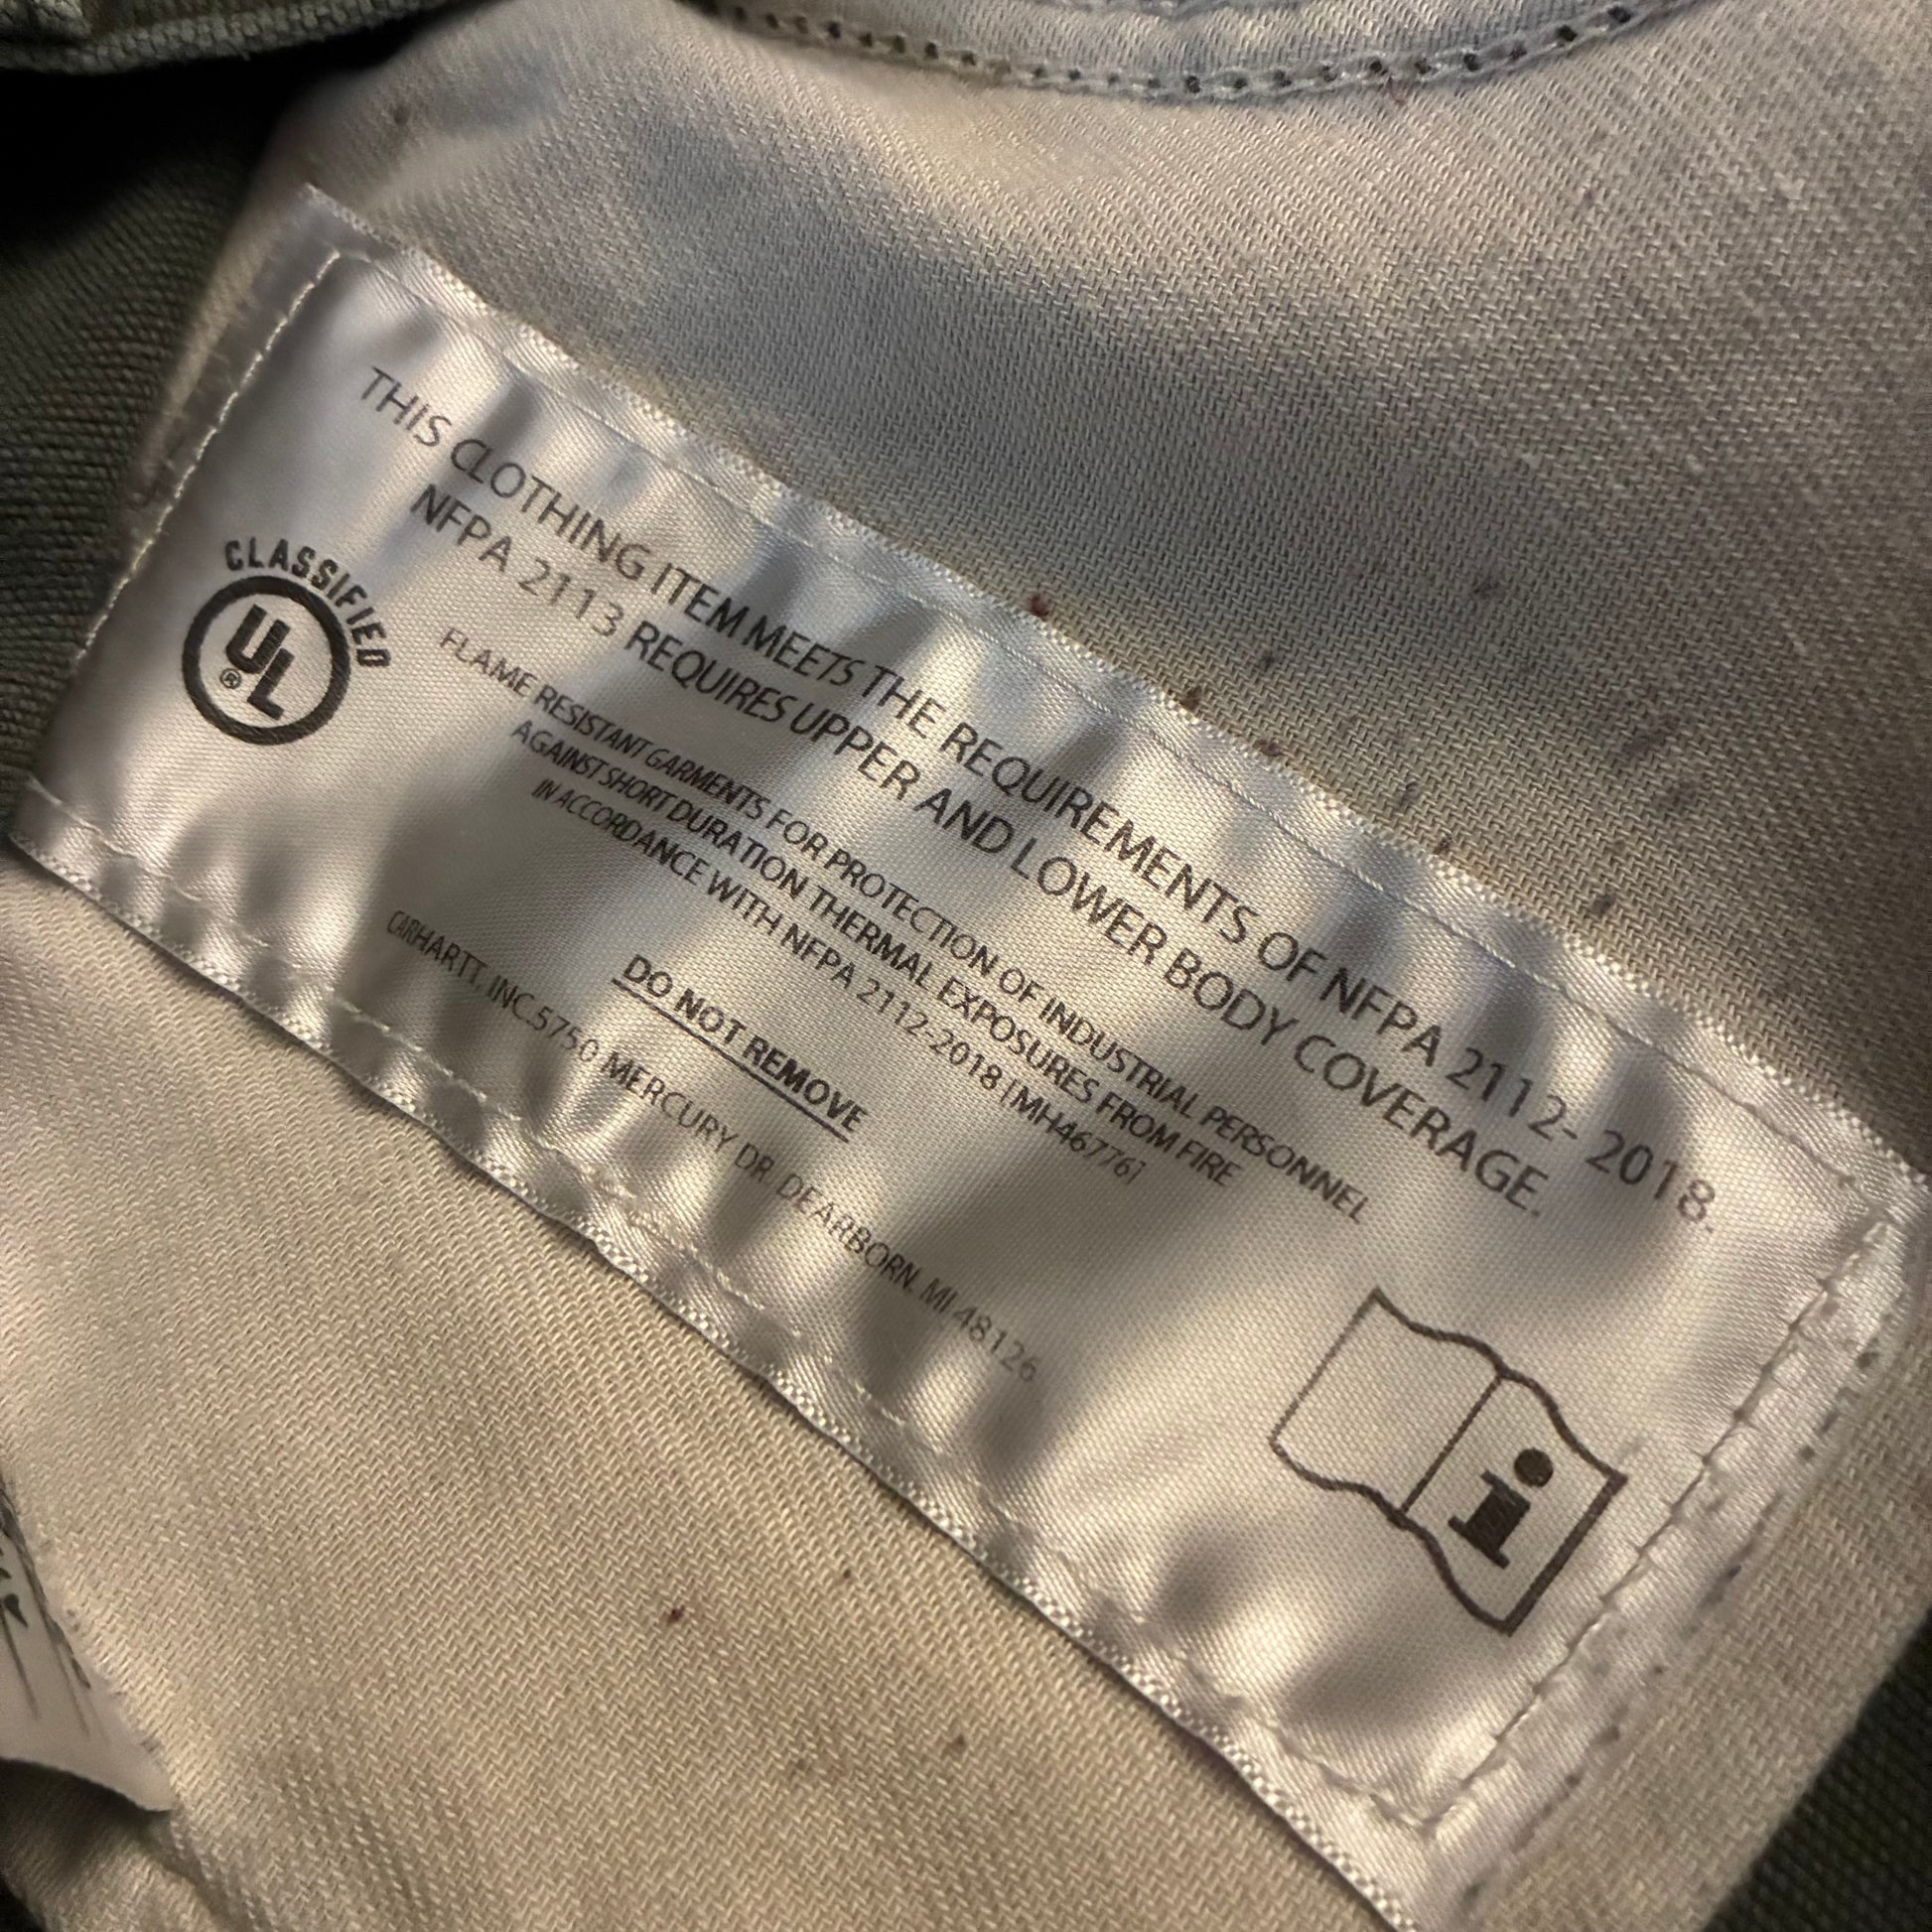 THIS CLOTHING ITEM MEETS THE REQUIREMENTS OF NFPA 2112- 2018.
NFPA 2113 REQUIRES UPPER AND LOWER BODY COVERAGE.
CLASSIFIED
UL
®
FLAME RESISTANT GARMENTS FOR PROTECTION OF INDUSTRIAL PERSONNEL
AGAINST SHORT DURATION THERMAL EXPOSURES FROM FIRE
IN ACCORDANCE WITH NFPA 2112-2018 [MH46776]
DO NOT REMOVE
CARHARTT, INC.5750 MERCURY DR. DEARBORN, MI 48126
i